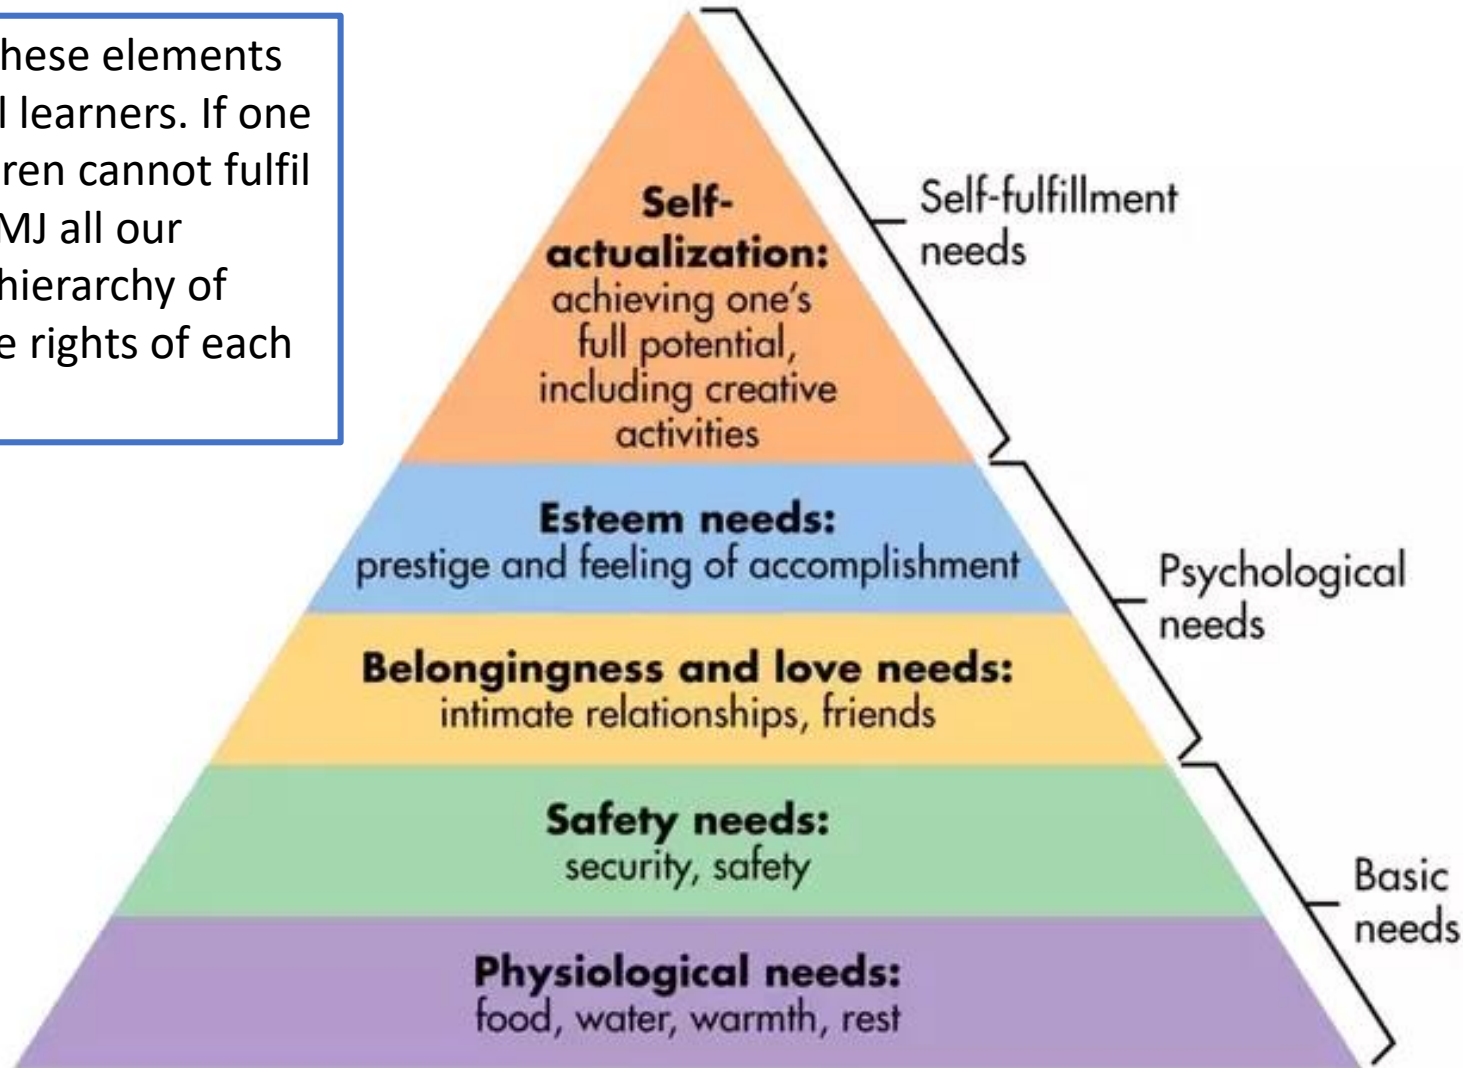 hese elements
l learners. If one
ren cannot fulfil
MJ all our
hierarchy of
e rights of each
Self-
actualization:
achieving one's
full potential,
including creative
activities
Self-fulfillment
needs
Esteem needs:
prestige and feeling of accomplishment
Psychological
needs
Belongingness and love needs:
intimate relationships, friends
Safety needs:
security, safety
Basic
needs
Physiological needs:
food, water, warmth, rest